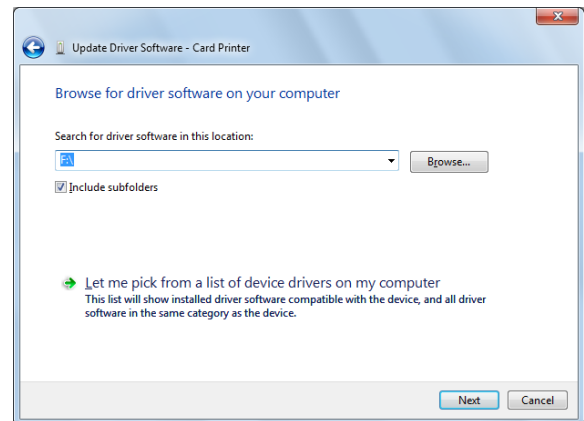 Update Driver Software - Card Printer
Browse for driver software on your computer
Search for driver software in this location:
F:\
Browse...
Include subfolders
Let me pick from a list of device drivers on my computer
This list will show installed driver software compatible with the device, and all driver
software in the same category as the device.
Next
Cancel